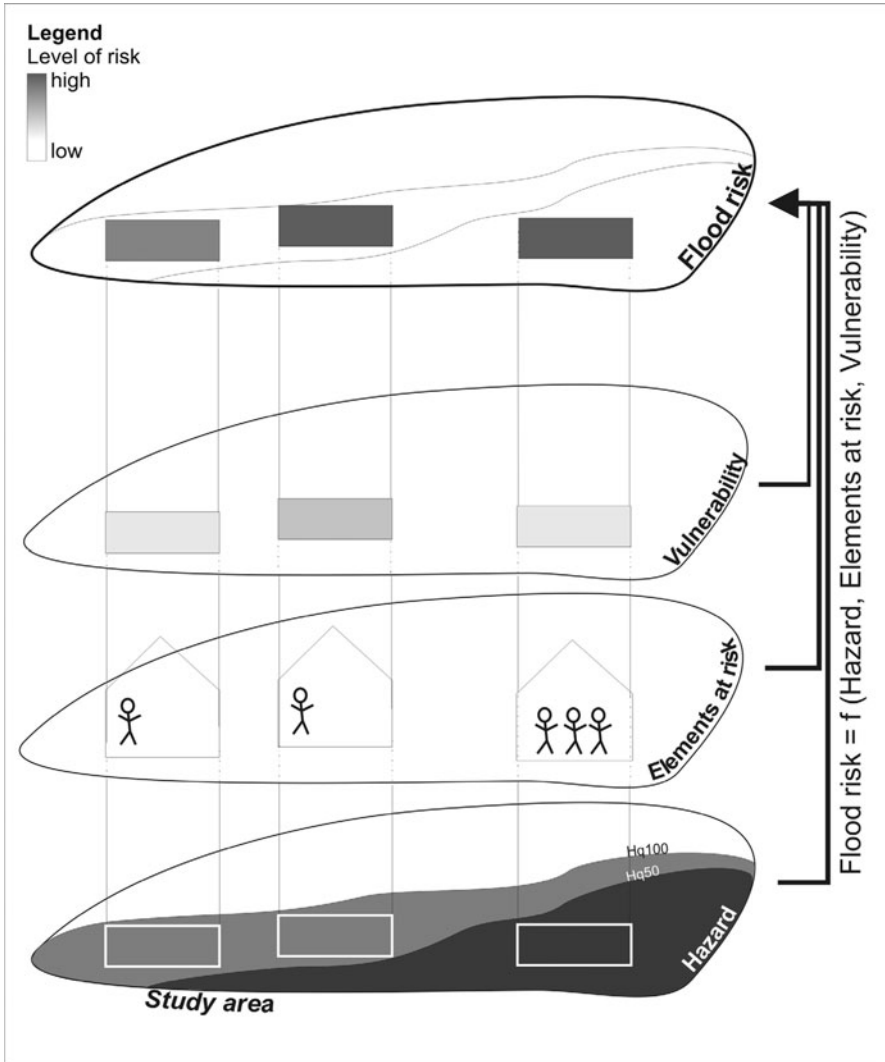 Legend
Level of risk
high
low
Flood risk
Vulnerability
Elements at risk
Hq100
Hq50
Hazard
Study area
Flood risk = f (Hazard, Elements at risk, Vulnerability)